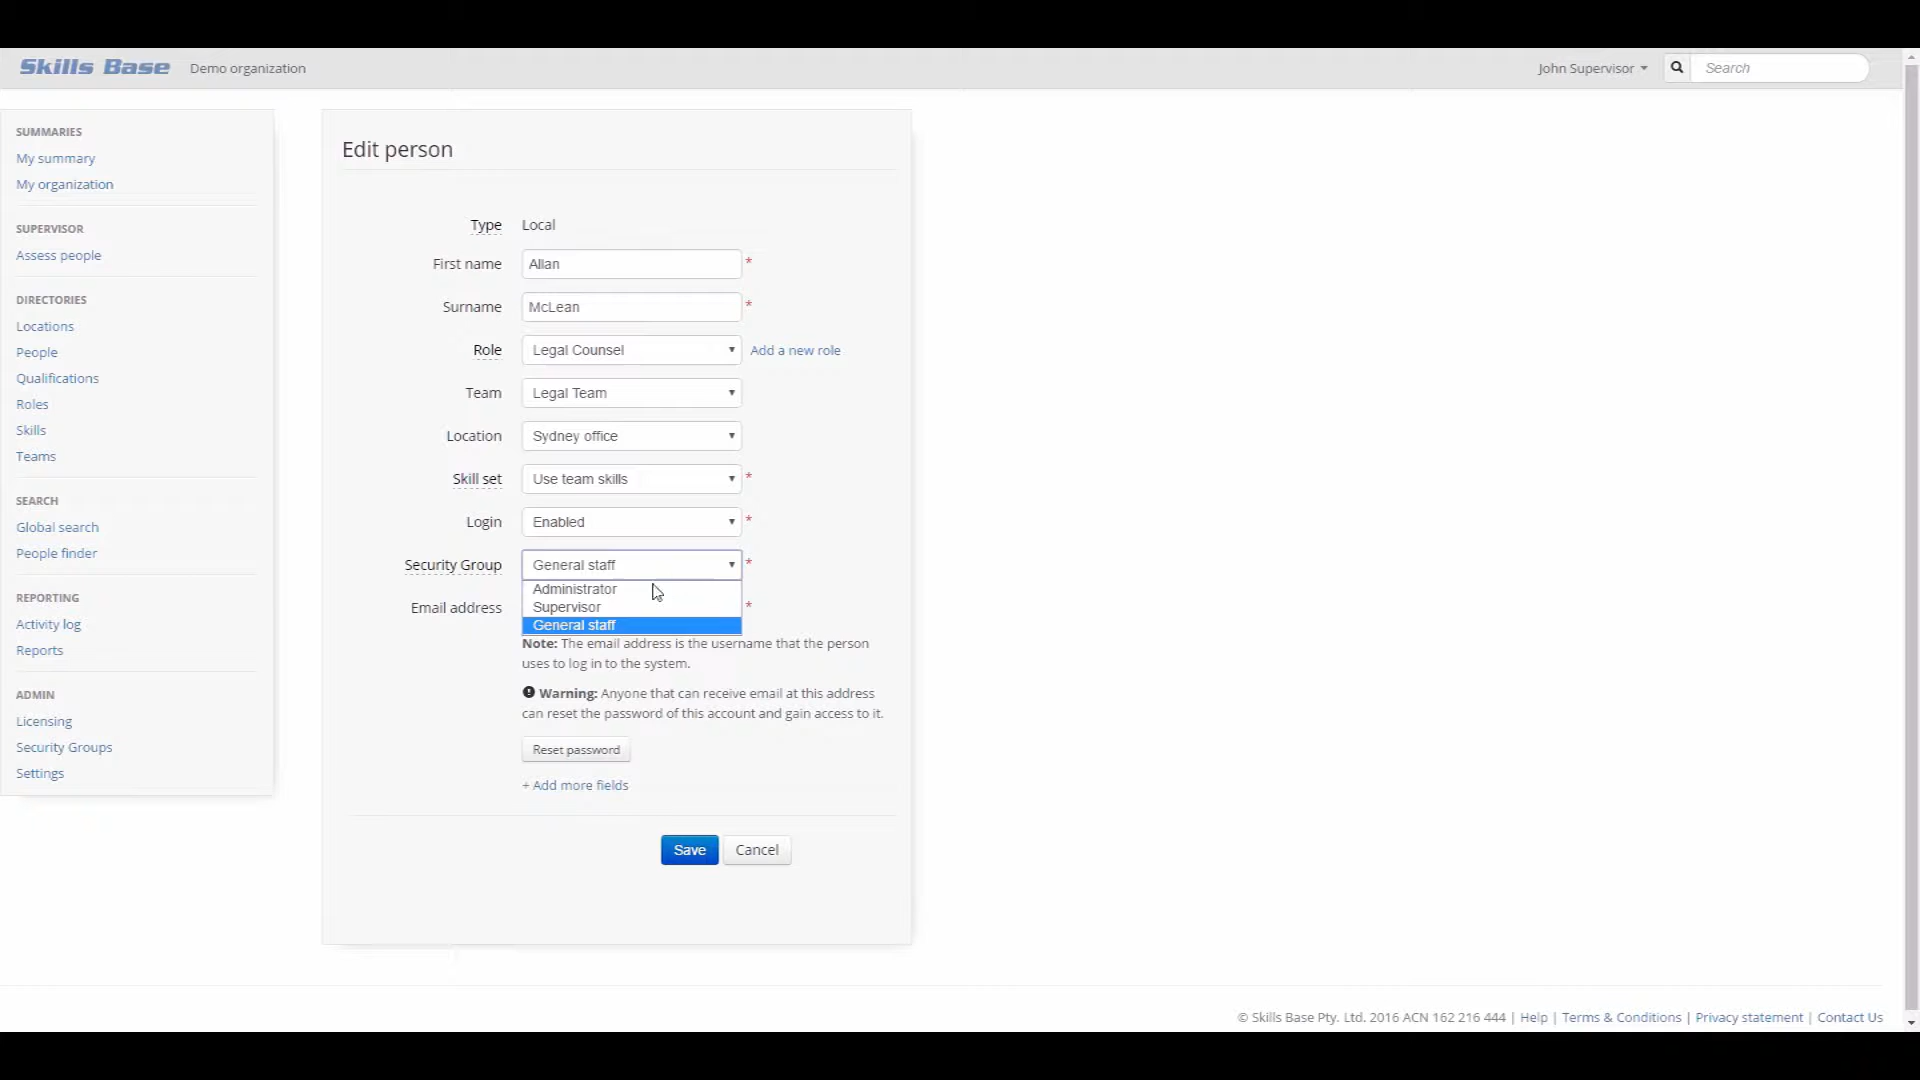 Skills Base Demo organization John Supervisor Search
SUMMARIES
My summary
My organization
SUPERVISOR
Assess people
DIRECTORIES
Locations
People
Qualifications
Roles
Skills
Teams
SEARCH
Global search
People finder
REPORTING
Activity log
Reports
ADMIN
Licensing
Security Groups
Settings
Edit person
Type Local
First name Allan *
Surname McLean *
Role Legal Counsel Add a new role
Team Legal Team
Location Sydney office
Skill set Use team skills *
Login Enabled *
Security Group General staff *
Administrator
Supervisor
General staff
Email address *
Note: The email address is the username that the person
uses to log in to the system.
Warning: Anyone that can receive email at this address
can reset the password of this account and gain access to it.
Reset password
+ Add more fields
Save Cancel
© Skills Base Pty. Ltd. 2016 ACN 162 216 444 | Help | Terms & Conditions | Privacy statement | Contact Us